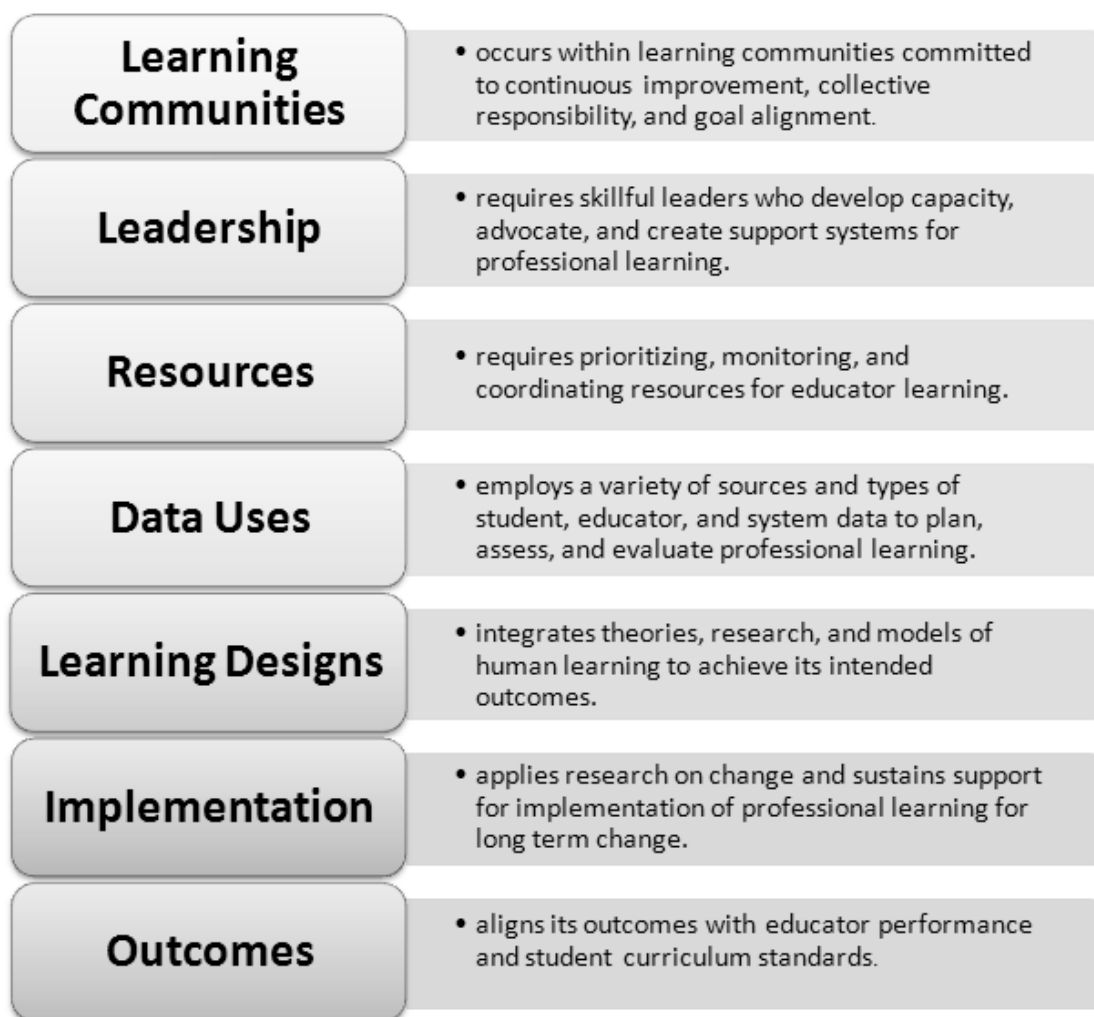 Learning
Communities
• occurs within learning communities committed
to continuous improvement, collective
responsibility, and goal alignment.
Leadership
• requires skillful leaders who develop capacity,
advocate, and create support systems for
professional learning.
Resources
• requires prioritizing, monitoring, and
coordinating resources for educator learning.
Data Uses
• employs a variety of sources and types of
student, educator, and system data to plan,
assess, and evaluate professional learning.
Learning Designs
• integrates theories, research, and models of
human learning to achieve its intended
outcomes.
Implementation
• applies research on change and sustains support
for implementation of professional learning for
long term change.
Outcomes
• aligns its outcomes with educator performance
and student curriculum standards.